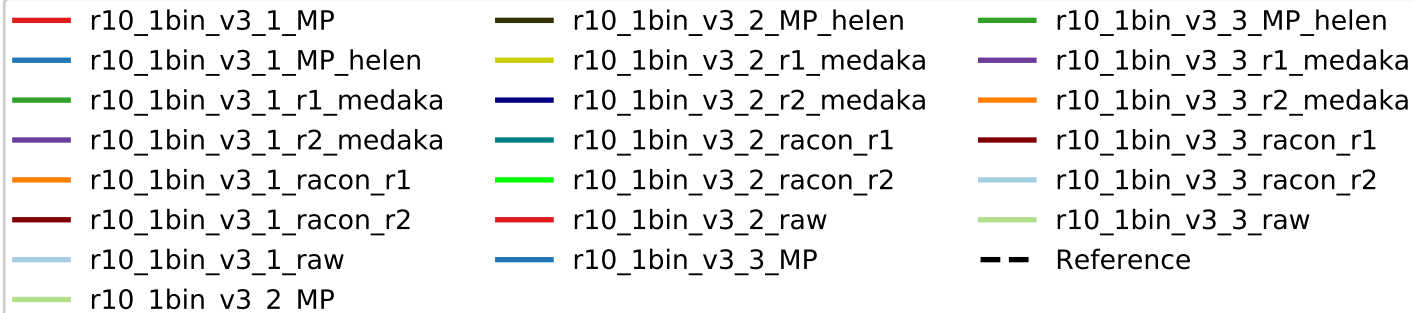 r10_1bin_v3_1_MP
r10_1bin_v3_1_MP_helen
r10_1bin_v3_1_r1_medaka
r10_1bin_v3_1_r2_medaka
r10_1bin_v3_1_racon_r1
r10_1bin_v3_1_racon_r2
r10_1bin_v3_1_raw
r10_1bin_v3_2_MP
r10_1bin_v3_2_MP_helen
r10_1bin_v3_2_r1_medaka
r10_1bin_v3_2_r2_medaka
r10_1bin_v3_2_racon_r1
r10_1bin_v3_2_racon_r2
r10_1bin_v3_2_raw
r10_1bin_v3_3_MP
r10_1bin_v3_3_MP_helen
r10_1bin_v3_3_r1_medaka
r10_1bin_v3_3_r2_medaka
r10_1bin_v3_3_racon_r1
r10_1bin_v3_3_racon_r2
r10_1bin_v3_3_raw
Reference